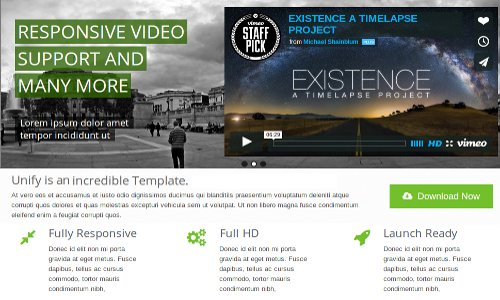 RESPONSIVE VIDEO
SUPPORT AND
MANY MORE
Lorem ipsum dolor amet
tempor incididunt ut
vimeo
STAFF
PICK
EXISTENCE A TIMELAPSE
PROJECT
from Michael Shainblum PLUS
EXISTENCE
A TIMELAPSE PROJECT
06:29
HD vimeo
Unify is an incredible Template.
At vero eos et accusamus et iusto odio dignissimos ducimus qui blanditiis praesentium voluptatum deleniti atque
corrupti quos dolores et quas molestias excepturi vehicula sem ut volutpat. Ut non libero magna fusce condimentum
eleifend enim a feugiat corrupti quos.
Download Now
Fully Responsive
Donec id elit non mi porta
gravida at eget metus. Fusce
dapibus, tellus ac cursus
commodo, tortor mauris
condimentum nibh,
Full HD
Donec id elit non mi porta
gravida at eget metus. Fusce
dapibus, tellus ac cursus
commodo, tortor mauris
condimentum nibh,
Launch Ready
Donec id elit non mi porta
gravida at eget metus. Fusce
dapibus, tellus ac cursus
commodo, tortor mauris
condimentum nibh,